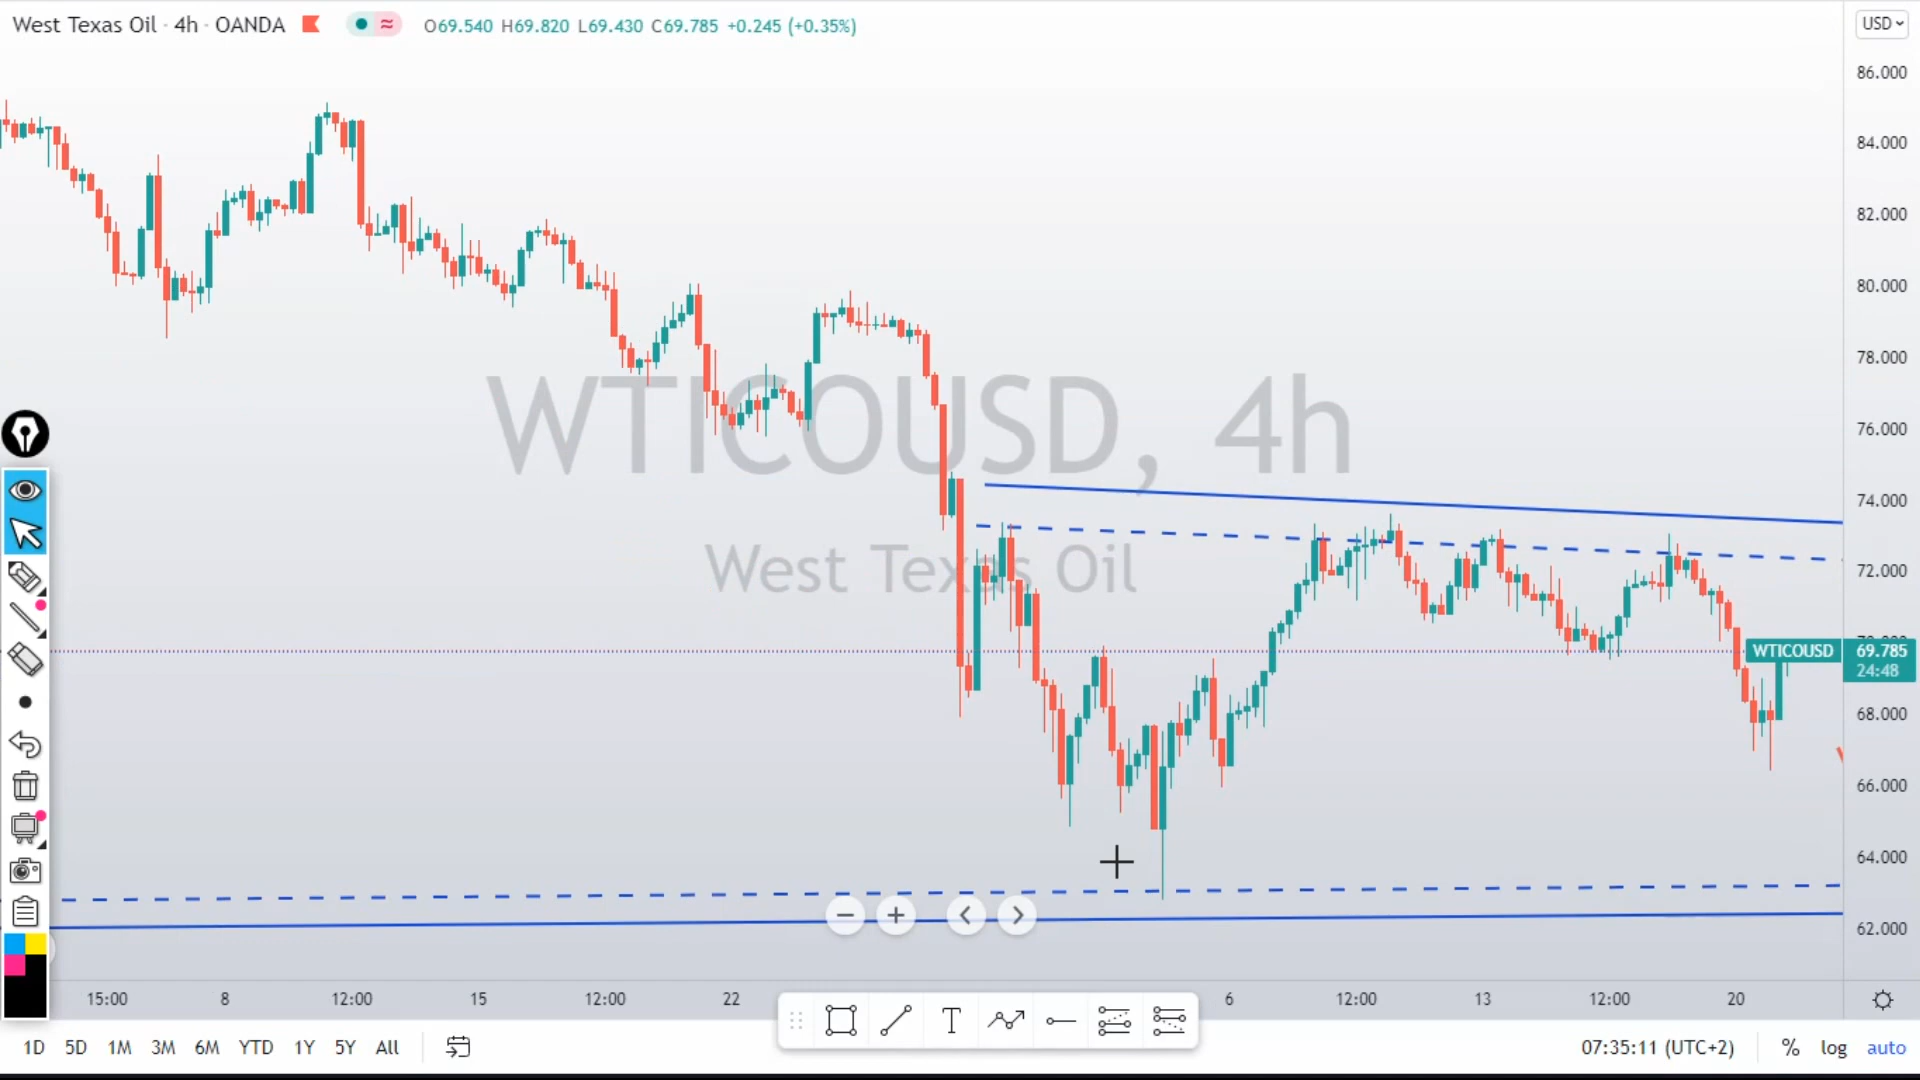 West Texas Oil · 4h · OANDA
O69.540 H69.820 L69.430 C69.785 +0.245 (+0.35%)
USD
86.000
84.000
82.000
80.000
78.000
76.000
WTICOUSD, 4h
74.000
West Texas Oil
72.000
WTICOUSD 69.785
24:48
68.000
66.000
64.000
62.000
15:00 8 12:00 15 12:00 22 6 12:00 13 12:00 20
1D 5D 1M 3M 6M YTD 1Y 5Y All
07:35:11 (UTC+2) % log auto